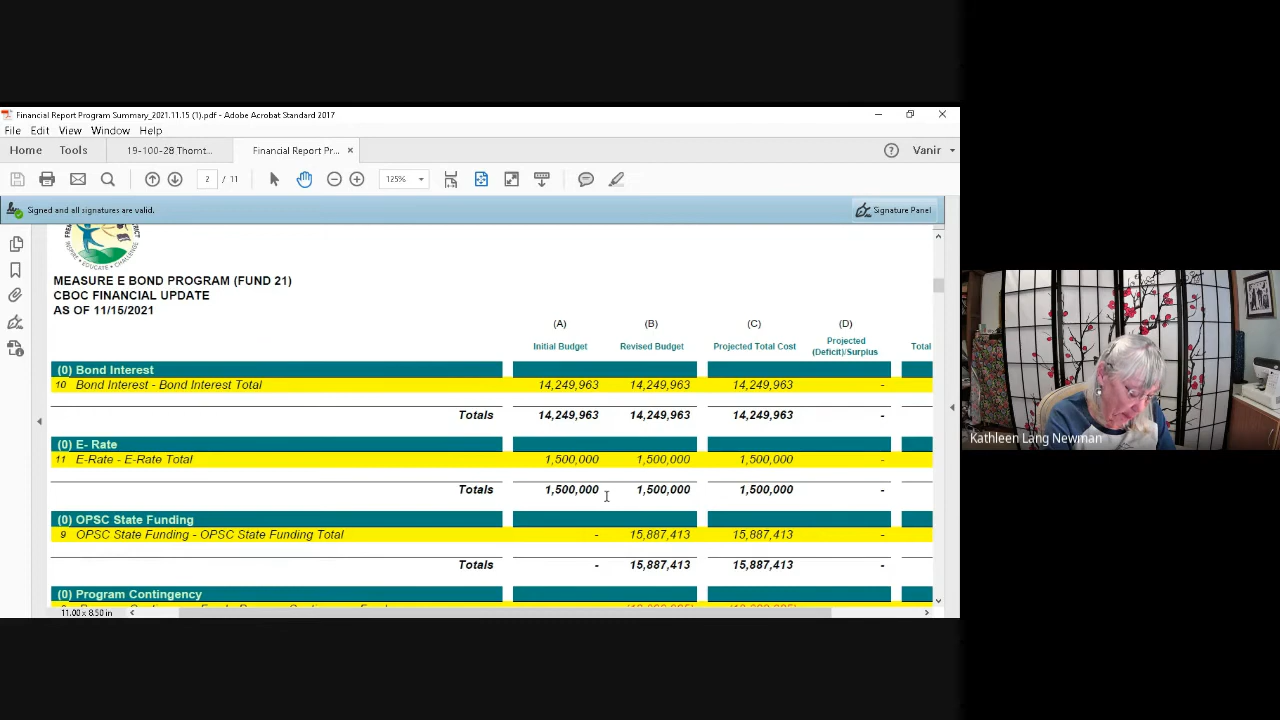 Financial Report Program Summary_2021.11.15 (1).pdf - Adobe Acrobat Standard 2017
File Edit View Window Help
Home Tools 19-100-28 Thornt... Financial Report Pr... × Vanir
2 / 11 125%
Signed and all signatures are valid. Signature Panel
INSPIRE • EDUCATE • CHALLENGE
MEASURE E BOND PROGRAM (FUND 21)
CBOC FINANCIAL UPDATE
AS OF 11/15/2021
(A) (B) (C) (D)
Initial Budget Revised Budget Projected Total Cost Projected (Deficit)/Surplus Total
(0) Bond Interest
10 Bond Interest - Bond Interest Total 14,249,963 14,249,963 14,249,963 -
Totals 14,249,963 14,249,963 14,249,963 -
(0) E- Rate
11 E-Rate - E-Rate Total 1,500,000 1,500,000 1,500,000 -
Totals 1,500,000 1,500,000 1,500,000 -
(0) OPSC State Funding
9 OPSC State Funding - OPSC State Funding Total - 15,887,413 15,887,413 -
Totals - 15,887,413 15,887,413 -
(0) Program Contingency
11.00 x 8.50 in
Kathleen Lang Newman